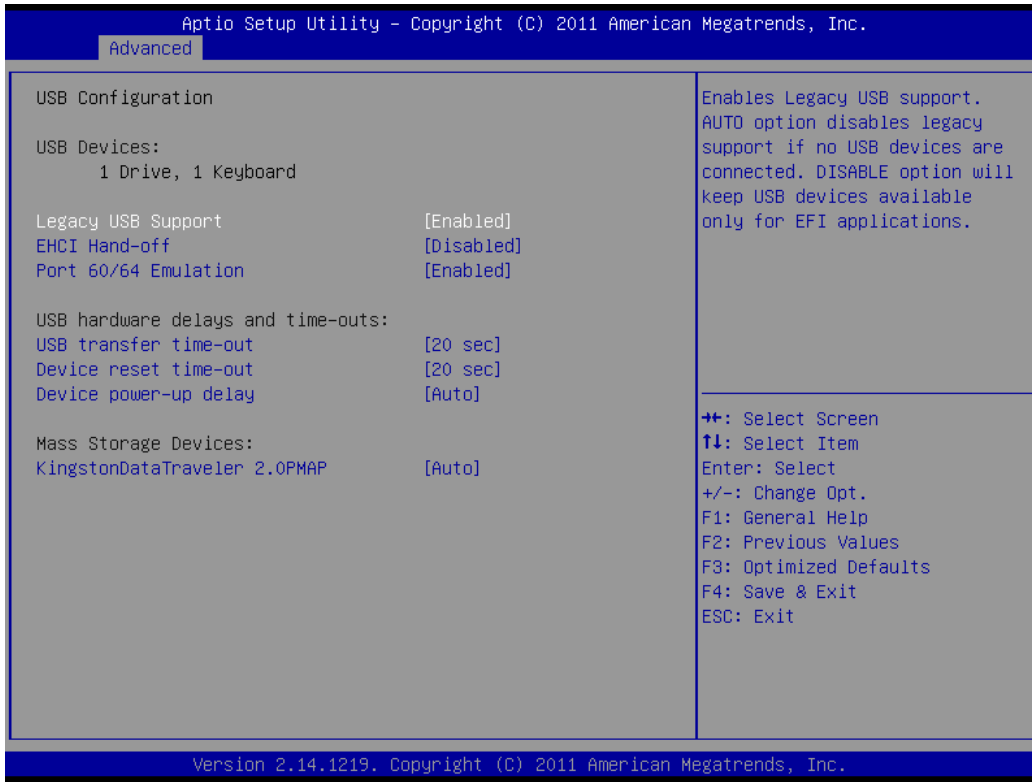 Aptio Setup Utility – Copyright (C) 2011 American Megatrends, Inc.
Advanced
USB Configuration
USB Devices:
1 Drive, 1 Keyboard
Legacy USB Support [Enabled]
EHCI Hand-off [Disabled]
Port 60/64 Emulation [Enabled]
USB hardware delays and time-outs:
USB transfer time-out [20 sec]
Device reset time-out [20 sec]
Device power-up delay [Auto]
Mass Storage Devices:
KingstonDataTraveler 2.0PMAP [Auto]
Enables Legacy USB support.
AUTO option disables legacy
support if no USB devices are
connected. DISABLE option will
keep USB devices available
only for EFI applications.
→←: Select Screen
↑↓: Select Item
Enter: Select
+/-: Change Opt.
F1: General Help
F2: Previous Values
F3: Optimized Defaults
F4: Save & Exit
ESC: Exit
Version 2.14.1219. Copyright (C) 2011 American Megatrends, Inc.